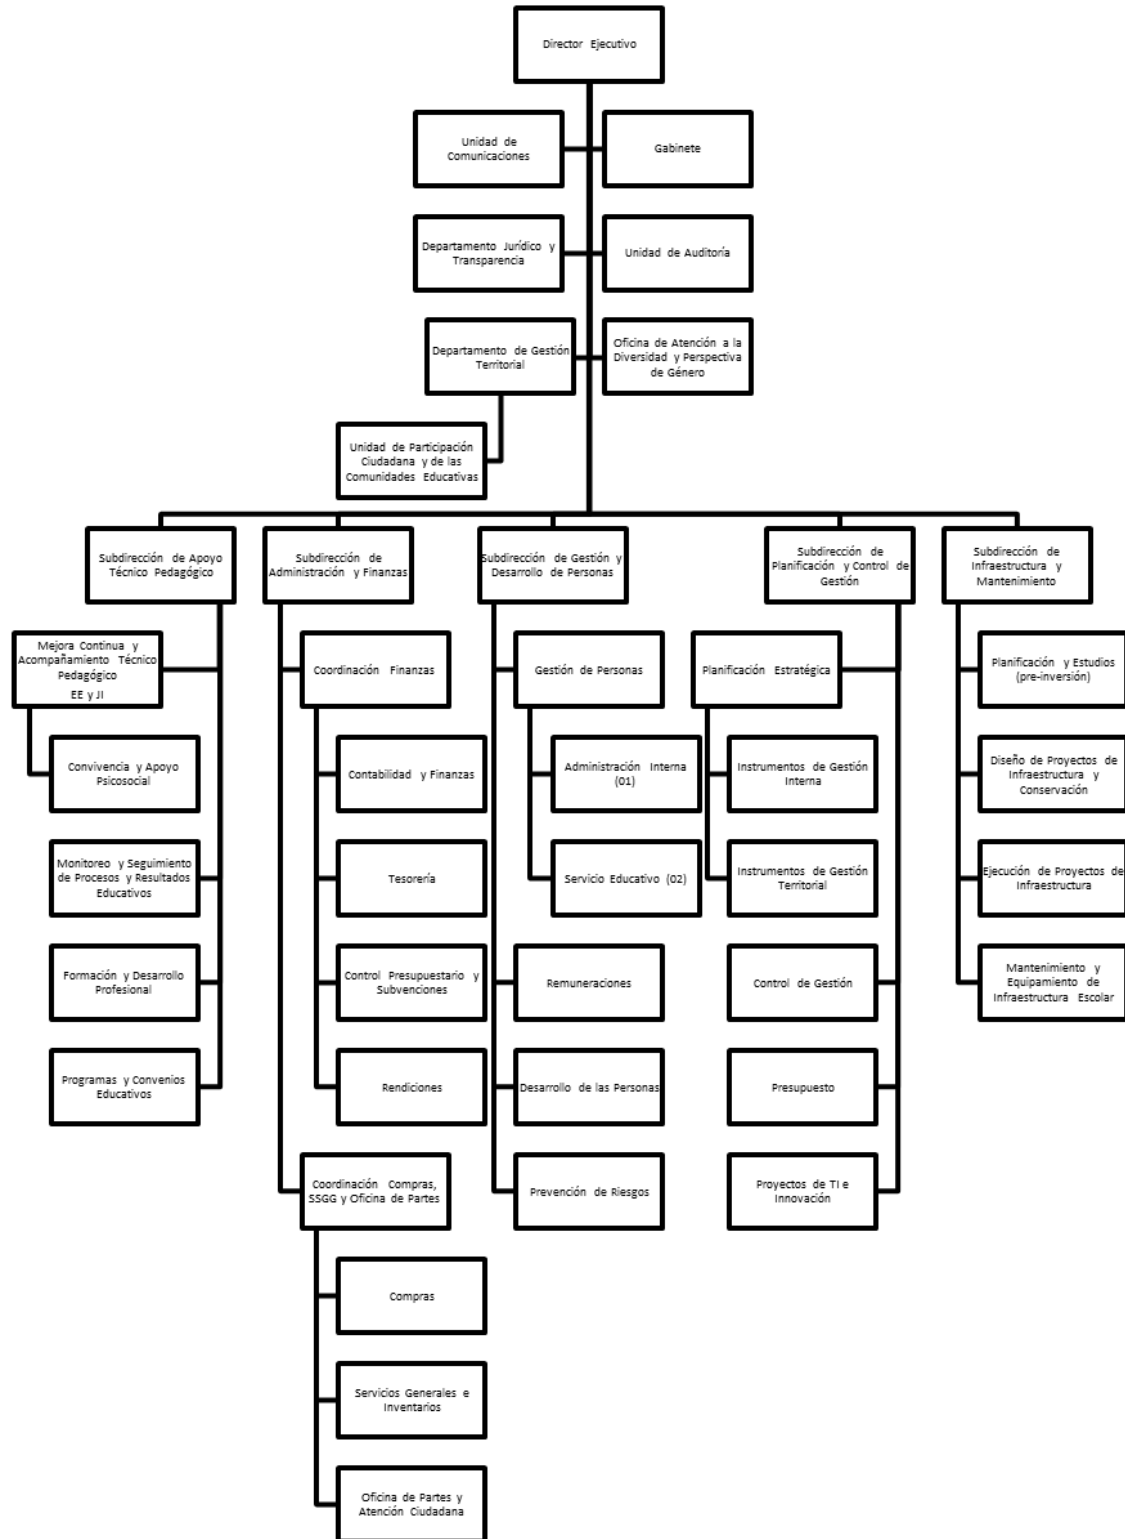 Director Ejecutivo
Unidad de
Comunicaciones
Gabinete
Departamento Jurídico y
Transparencia
Unidad de Auditoría
Departamento de Gestión
Territorial
Oficina de Atención a la
Diversidad y Perspectiva
de Género
Unidad de Participación
Ciudadana y de las
Comunidades Educativas
Subdirección de Apoyo
Técnico Pedagógico
Subdirección de
Administración y Finanzas
Subdirección de Gestión y
Desarrollo de Personas
Subdirección de
Planificación y Control de
Gestión
Subdirección de
Infraestructura y
Mantenimiento
Mejora Continua y
Acompañamiento Técnico
Pedagógico
EE y JI
Convivencia y Apoyo
Psicosocial
Monitoreo y Seguimiento
de Procesos y Resultados
Educativos
Formación y Desarrollo
Profesional
Programas y Convenios
Educativos
Coordinación Finanzas
Contabilidad y Finanzas
Tesorería
Control Presupuestario y
Subvenciones
Rendiciones
Coordinación Compras,
SSGG y Oficina de Partes
Compras
Servicios Generales e
Inventarios
Oficina de Partes y
Atención Ciudadana
Gestión de Personas
Administración Interna
(01)
Servicio Educativo (02)
Remuneraciones
Desarrollo de las Personas
Prevención de Riesgos
Planificación Estratégica
Instrumentos de Gestión
Interna
Instrumentos de Gestión
Territorial
Control de Gestión
Presupuesto
Proyectos de TI e
Innovación
Planificación y Estudios
(pre-inversión)
Diseño de Proyectos de
Infraestructura y
Conservación
Ejecución de Proyectos de
Infraestructura
Mantenimiento y
Equipamiento de
Infraestructura Escolar